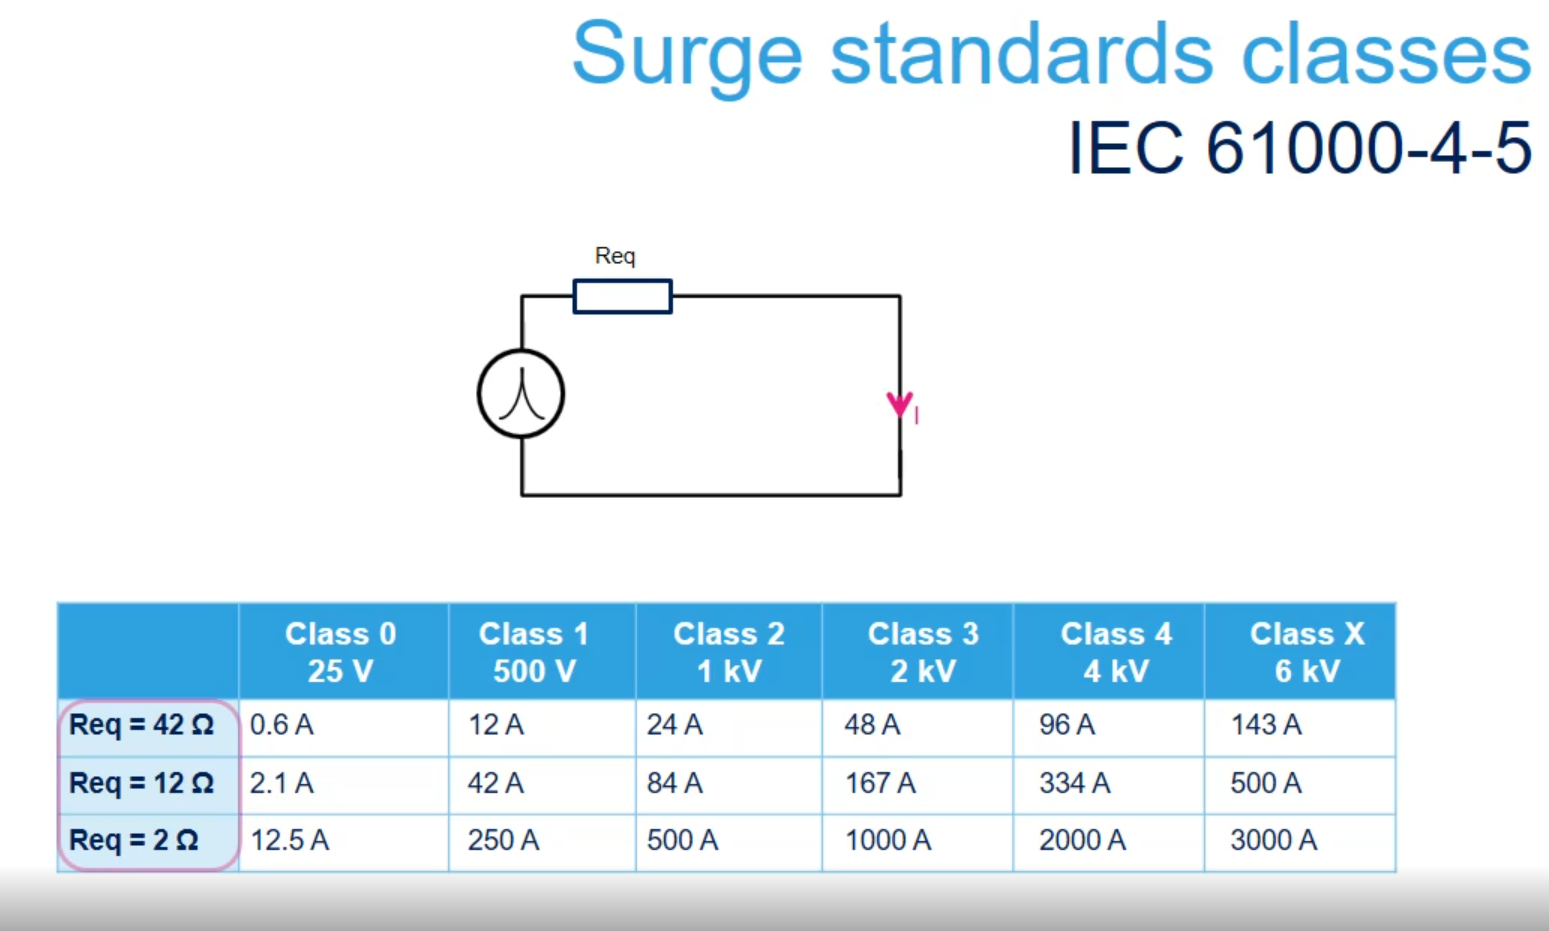 Surge standards classes
IEC 61000-4-5
Req
I
Class 0 Class 1 Class 2 Class 3 Class 4 Class X
25 V 500 V 1 kV 2 kV 4 kV 6 kV
Req = 42 Ω 0.6 A 12 A 24 A 48 A 96 A 143 A
Req = 12 Ω 2.1 A 42 A 84 A 167 A 334 A 500 A
Req = 2 Ω 12.5 A 250 A 500 A 1000 A 2000 A 3000 A